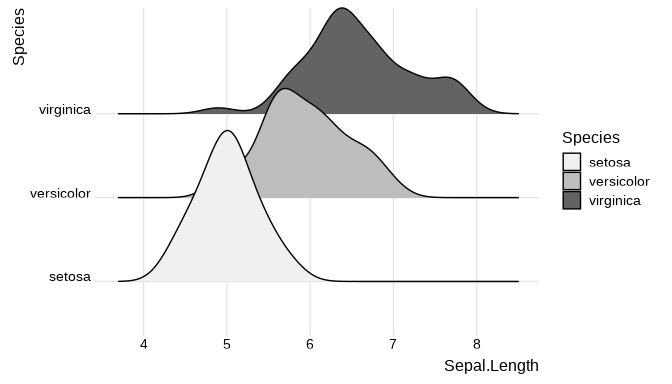 Species
virginica
versicolor
setosa
4 5 6 7 8
Sepal.Length
Species
setosa
versicolor
virginica